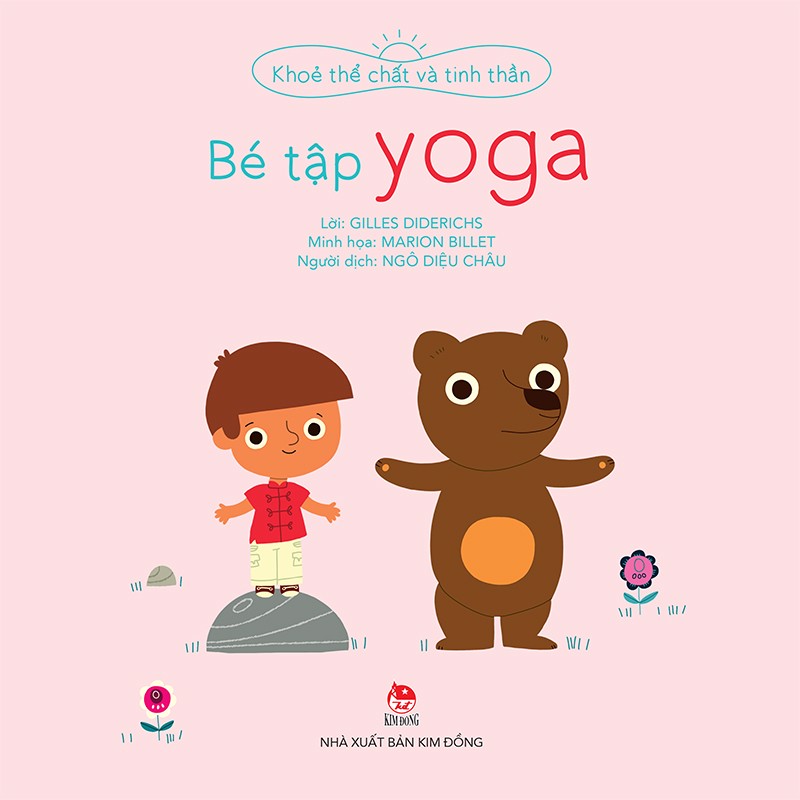 Khoẻ thể chất và tinh thần
Bé tập yoga
Lời: GILLES DIDERICHS
Minh họa: MARION BILLET
Người dịch: NGÔ DIỆU CHÂU
KIM ĐỒNG
NHÀ XUẤT BẢN KIM ĐỒNG